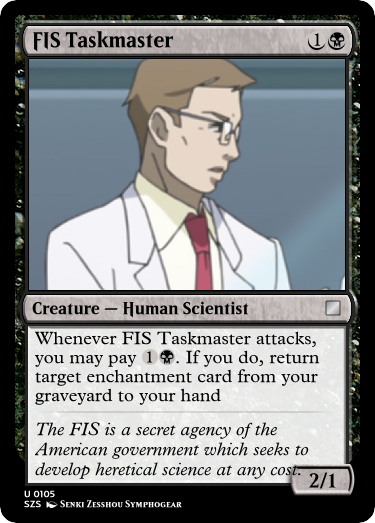 FIS Taskmaster 1
Creature — Human Scientist
Whenever FIS Taskmaster attacks,
you may pay 1 . If you do, return
target enchantment card from your
graveyard to your hand
The FIS is a secret agency of the
American government which seeks to
develop heretical science at any cost.
2/1
U 0105
SZS Senki Zesshou Symphogear